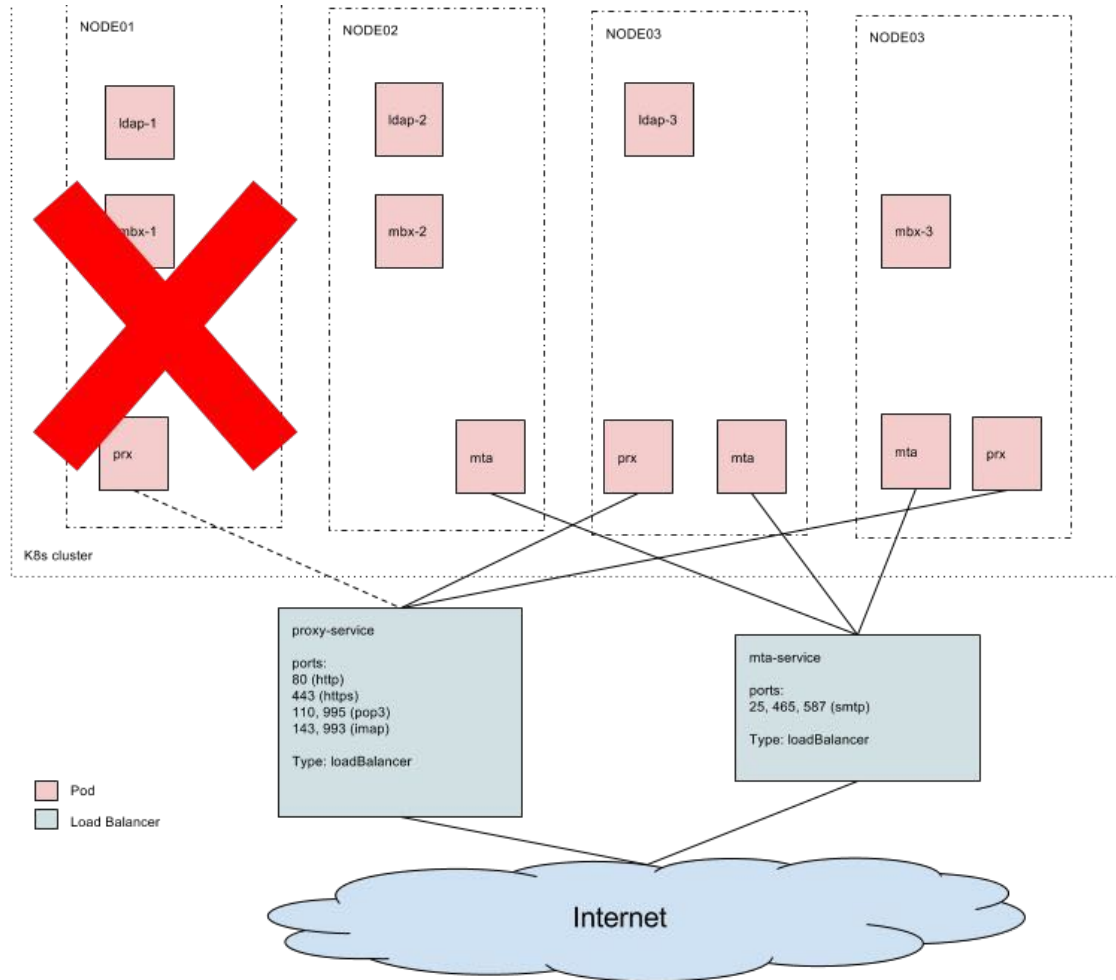 NODE01
NODE02
NODE03
NODE03
ldap-1
ldap-2
ldap-3
mbx-1
mbx-2
mbx-3
prx
mta
prx
mta
mta
prx
K8s cluster
proxy-service
ports:
80 (http)
443 (https)
110, 995 (pop3)
143, 993 (imap)
Type: loadBalancer
mta-service
ports:
25, 465, 587 (smtp)
Type: loadBalancer
Pod
Load Balancer
Internet